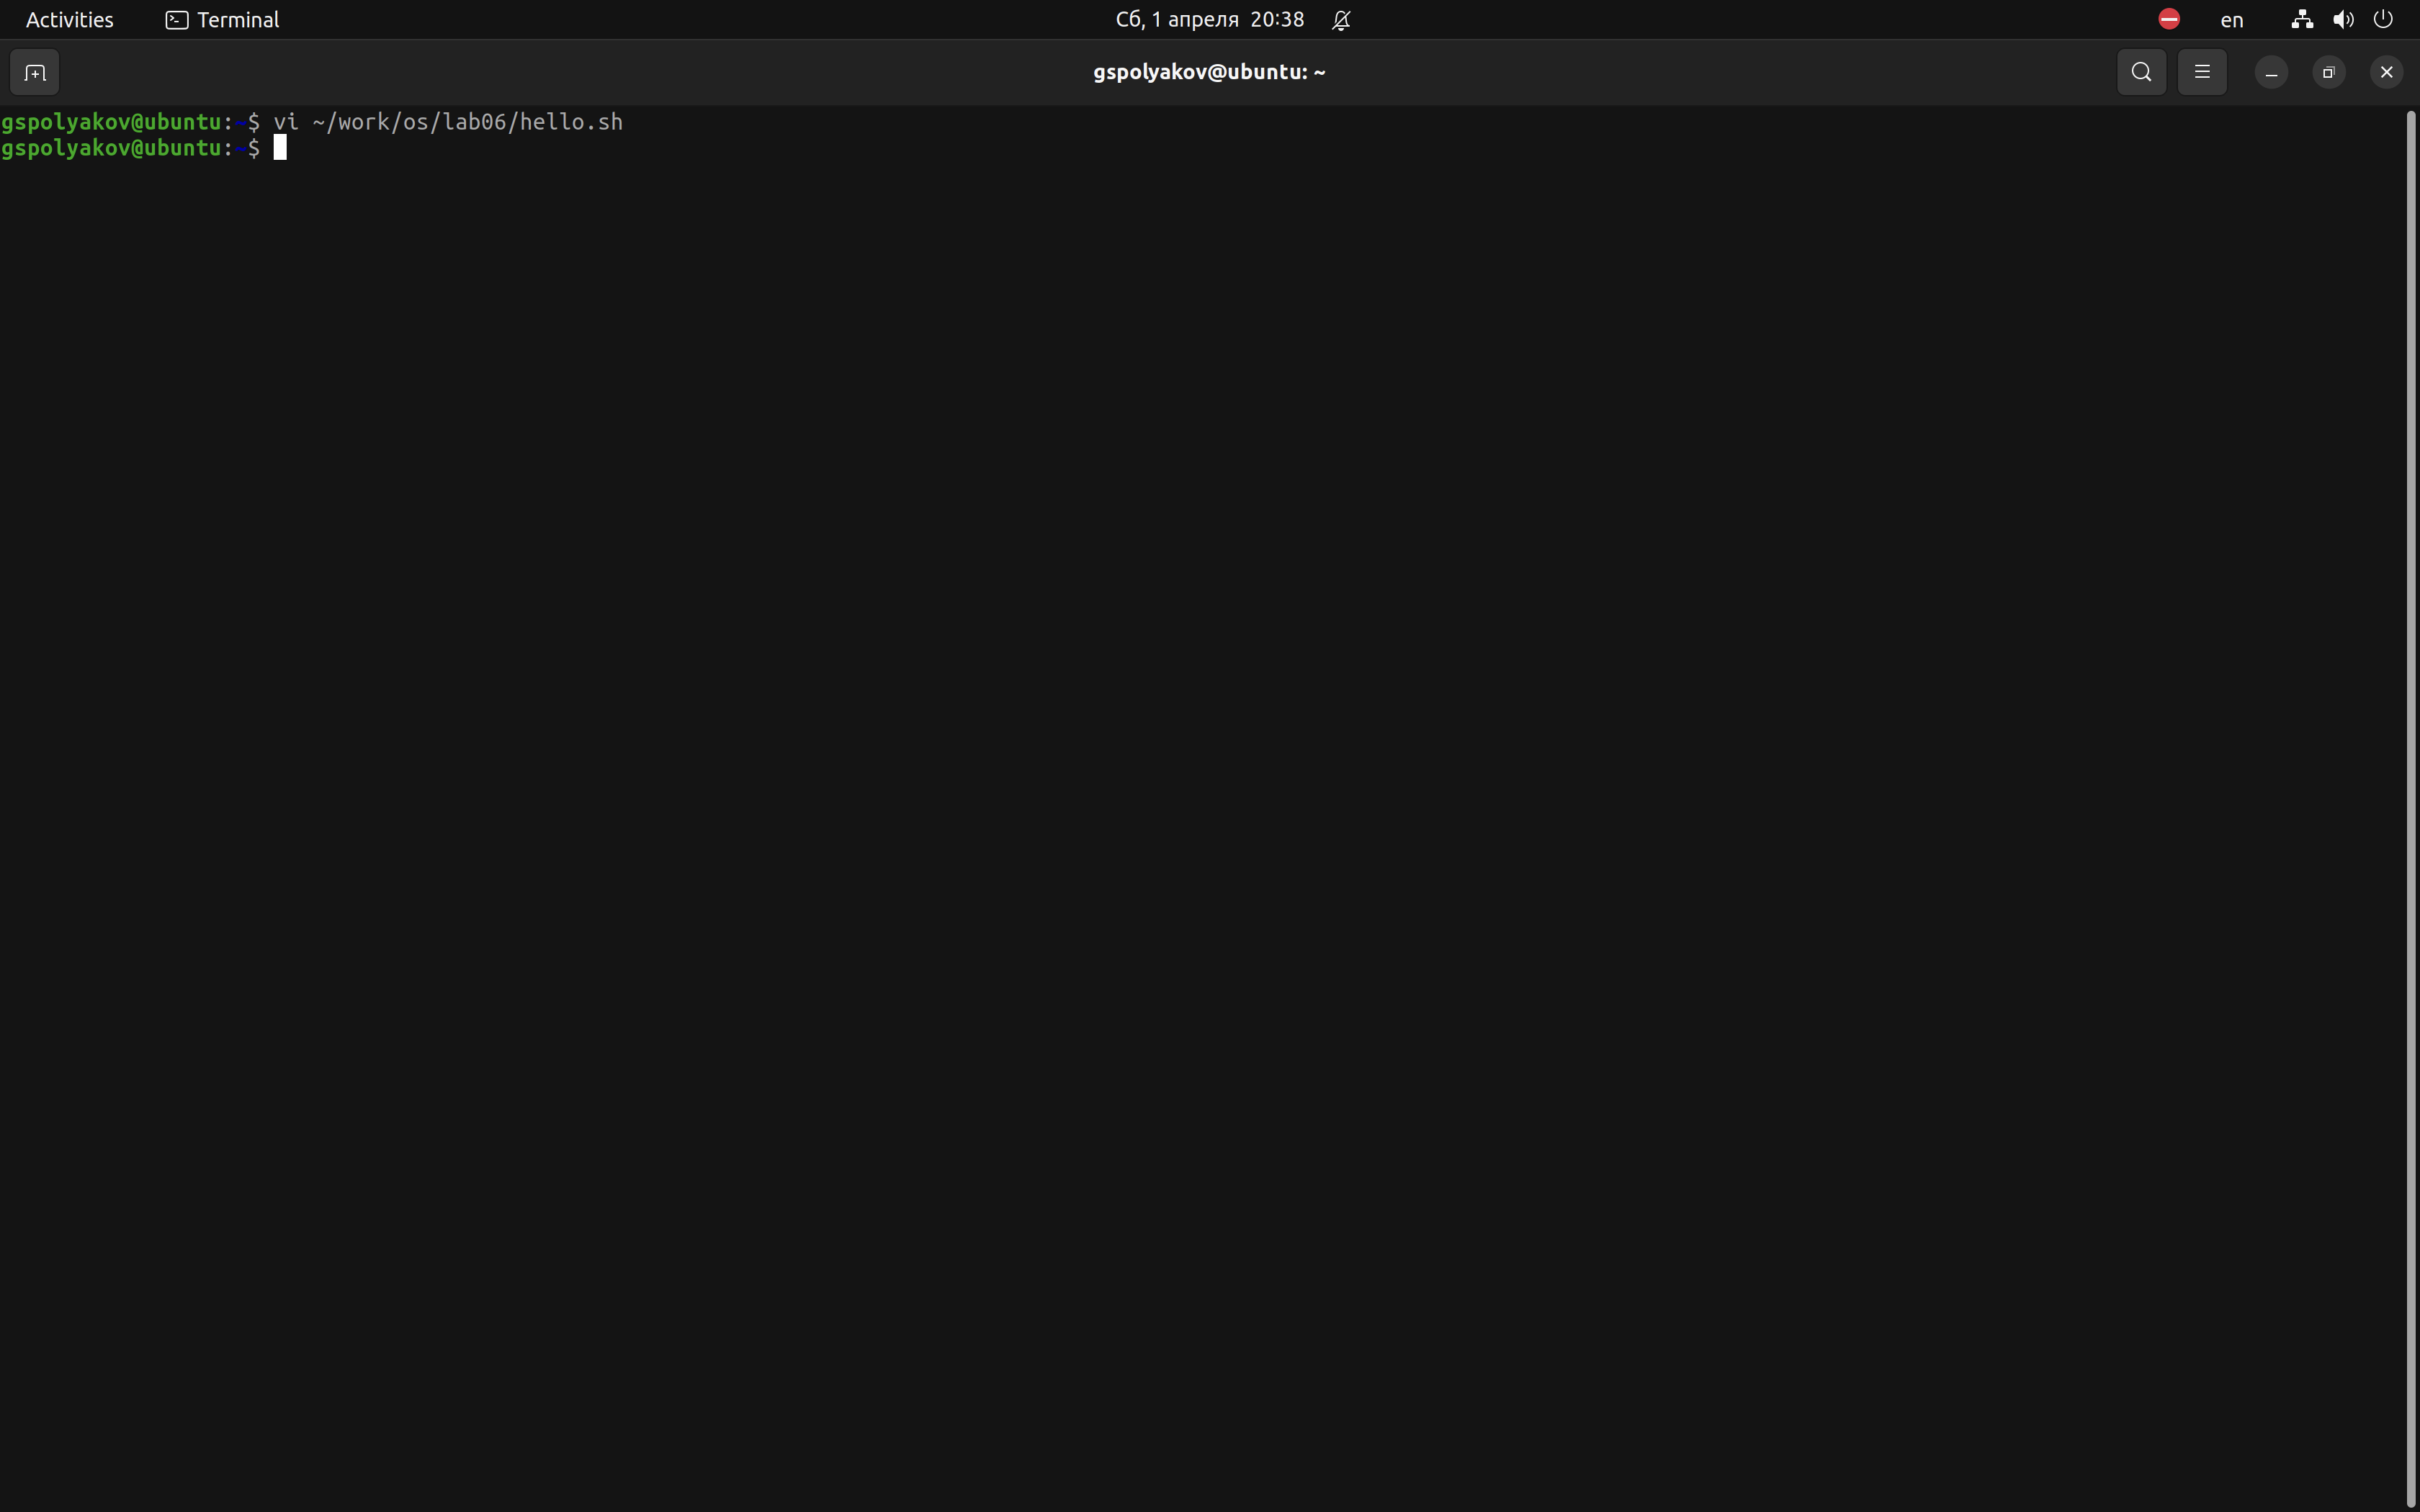 Activities Terminal Сб, 1 апреля 20:38 en
gspolyakov@ubuntu: ~
gspolyakov@ubuntu:~$ vi ~/work/os/lab06/hello.sh
gspolyakov@ubuntu:~$